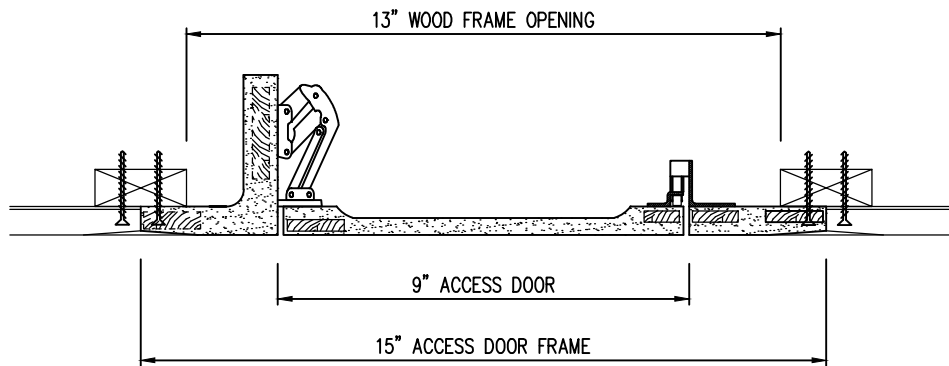 13” WOOD FRAME OPENING
9” ACCESS DOOR
15” ACCESS DOOR FRAME